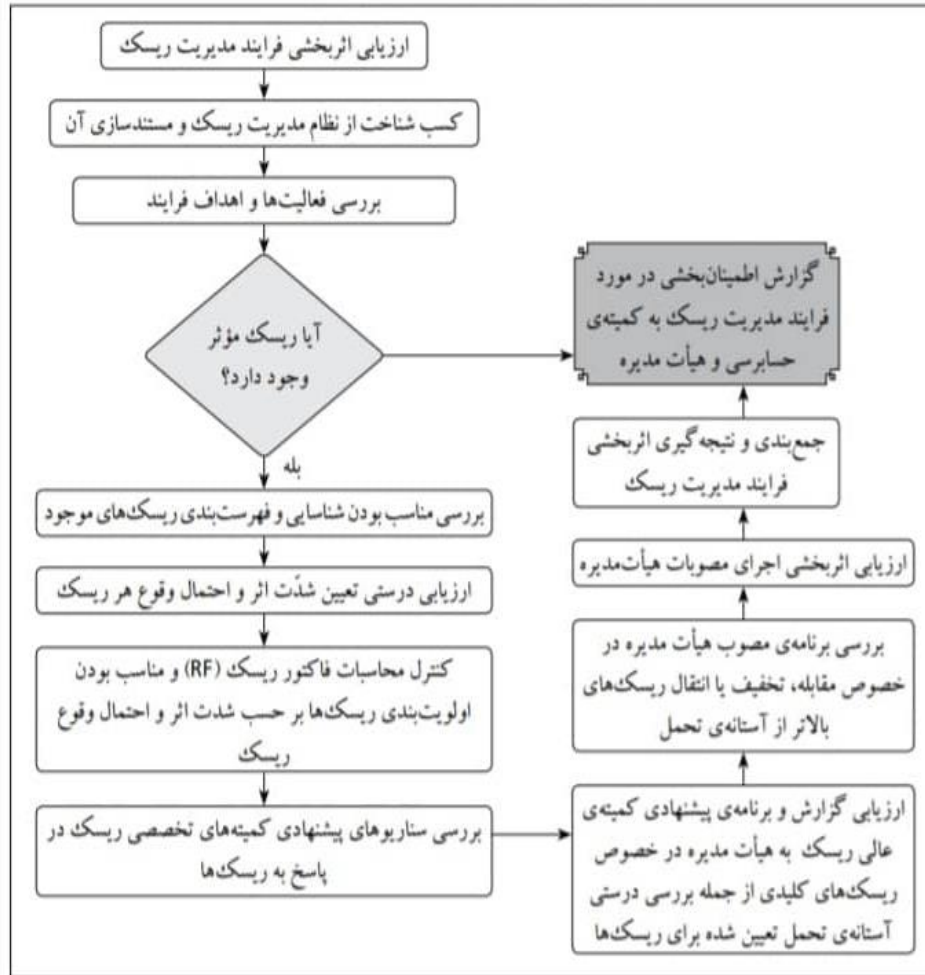 ارزیابی اثربخشی فرایند مدیریت ریسک
کسب شناخت از نظام مدیریت ریسک و مستندسازی آن
بررسی فعالیت‌ها و اهداف فرایند
آیا ریسک مؤثر
وجود دارد؟
بله
بررسی مناسب بودن شناسایی و فهرست‌بندی ریسک‌های موجود
ارزیابی درستی تعیین شدّت اثر و احتمال وقوع هر ریسک
کنترل محاسبات فاکتور ریسک (RF) و مناسب بودن
اولویت‌بندی ریسک‌ها بر حسب شدت اثر و احتمال وقوع
ریسک
بررسی سناریوهای پیشنهادی کمیته‌های تخصصی ریسک در
پاسخ به ریسک‌ها
ارزیابی گزارش و برنامه‌ی پیشنهادی کمیته‌ی
عالی ریسک به هیأت مدیره در خصوص
ریسک‌های کلیدی از جمله بررسی درستی
آستانه‌ی تحمل تعیین شده برای ریسک‌ها
بررسی برنامه‌ی مصوب هیأت مدیره در
خصوص مقابله، تخفیف یا انتقال ریسک‌های
بالاتر از آستانه‌ی تحمل
ارزیابی اثربخشی اجرای مصوبات هیأت‌مدیره
جمع‌بندی و نتیجه‌گیری اثربخشی
فرایند مدیریت ریسک
گزارش اطمینان‌بخشی در مورد
فرایند مدیریت ریسک به کمیته‌ی
حسابرسی و هیأت مدیره